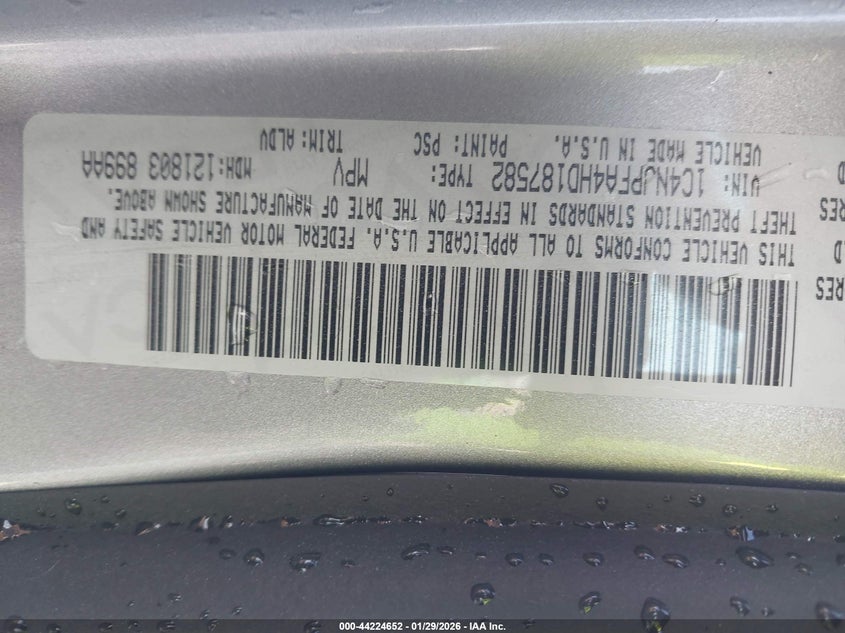 THIS VEHICLE CONFORMS TO ALL APPLICABLE U.S.A. FEDERAL MOTOR VEHICLE SAFETY AND
THEFT PREVENTION STANDARDS IN EFFECT ON THE DATE OF MANUFACTURE SHOWN ABOVE.
VIN: 1C4NJPFA4HD187582 TYPE: MPV MDH:121803 899AA
VEHICLE MADE IN U.S.A. PAINT: PSC TRIM: ALDV
000-44224652 - 01/29/2026 - IAA Inc.